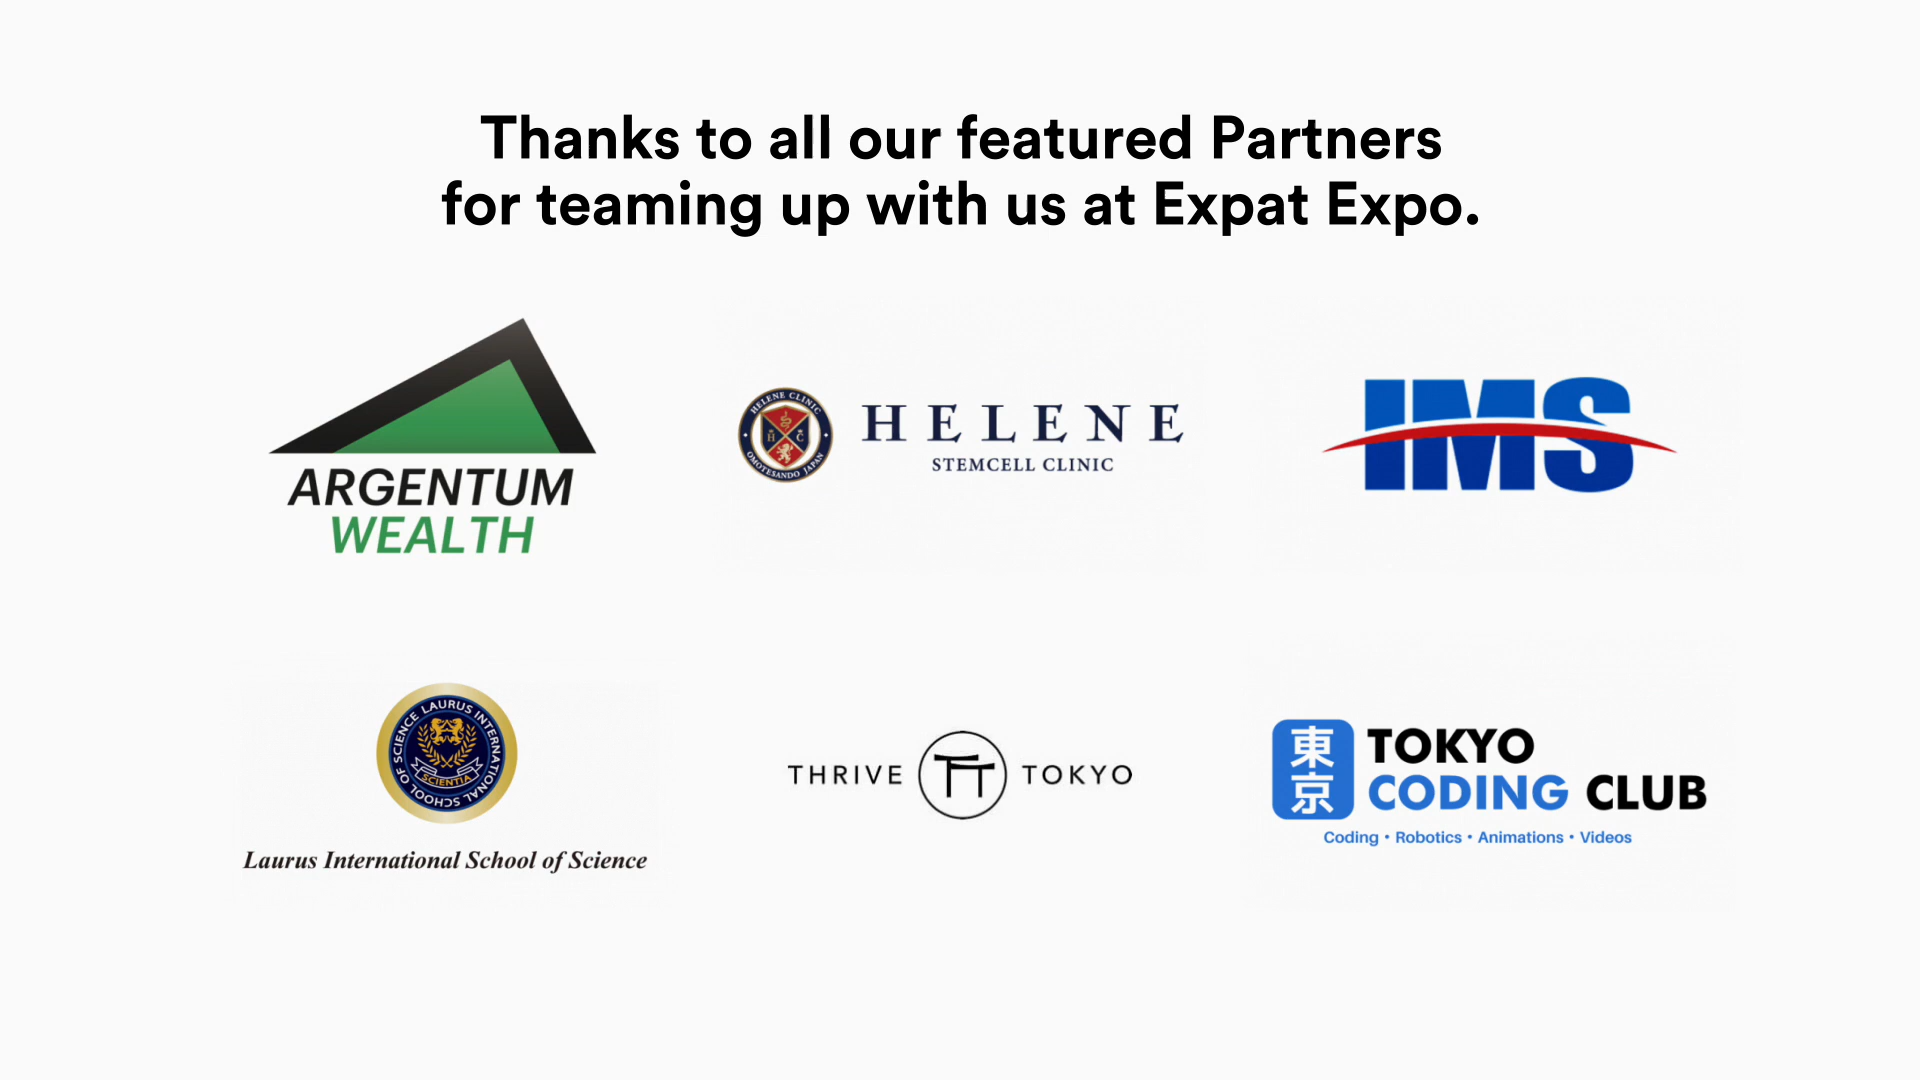 Thanks to all our featured Partners
for teaming up with us at Expat Expo.
ARGENTUM
WEALTH
HELENE CLINIC
H C
OMOTESANDO JAPAN
HELENE
STEMCELL CLINIC
IMS
LAURUS INTERNATIONAL SCHOOL OF SCIENCE
SCIENTIA
Laurus International School of Science
THRIVE TOKYO
東京
TOKYO
CODING CLUB
Coding • Robotics • Animations • Videos